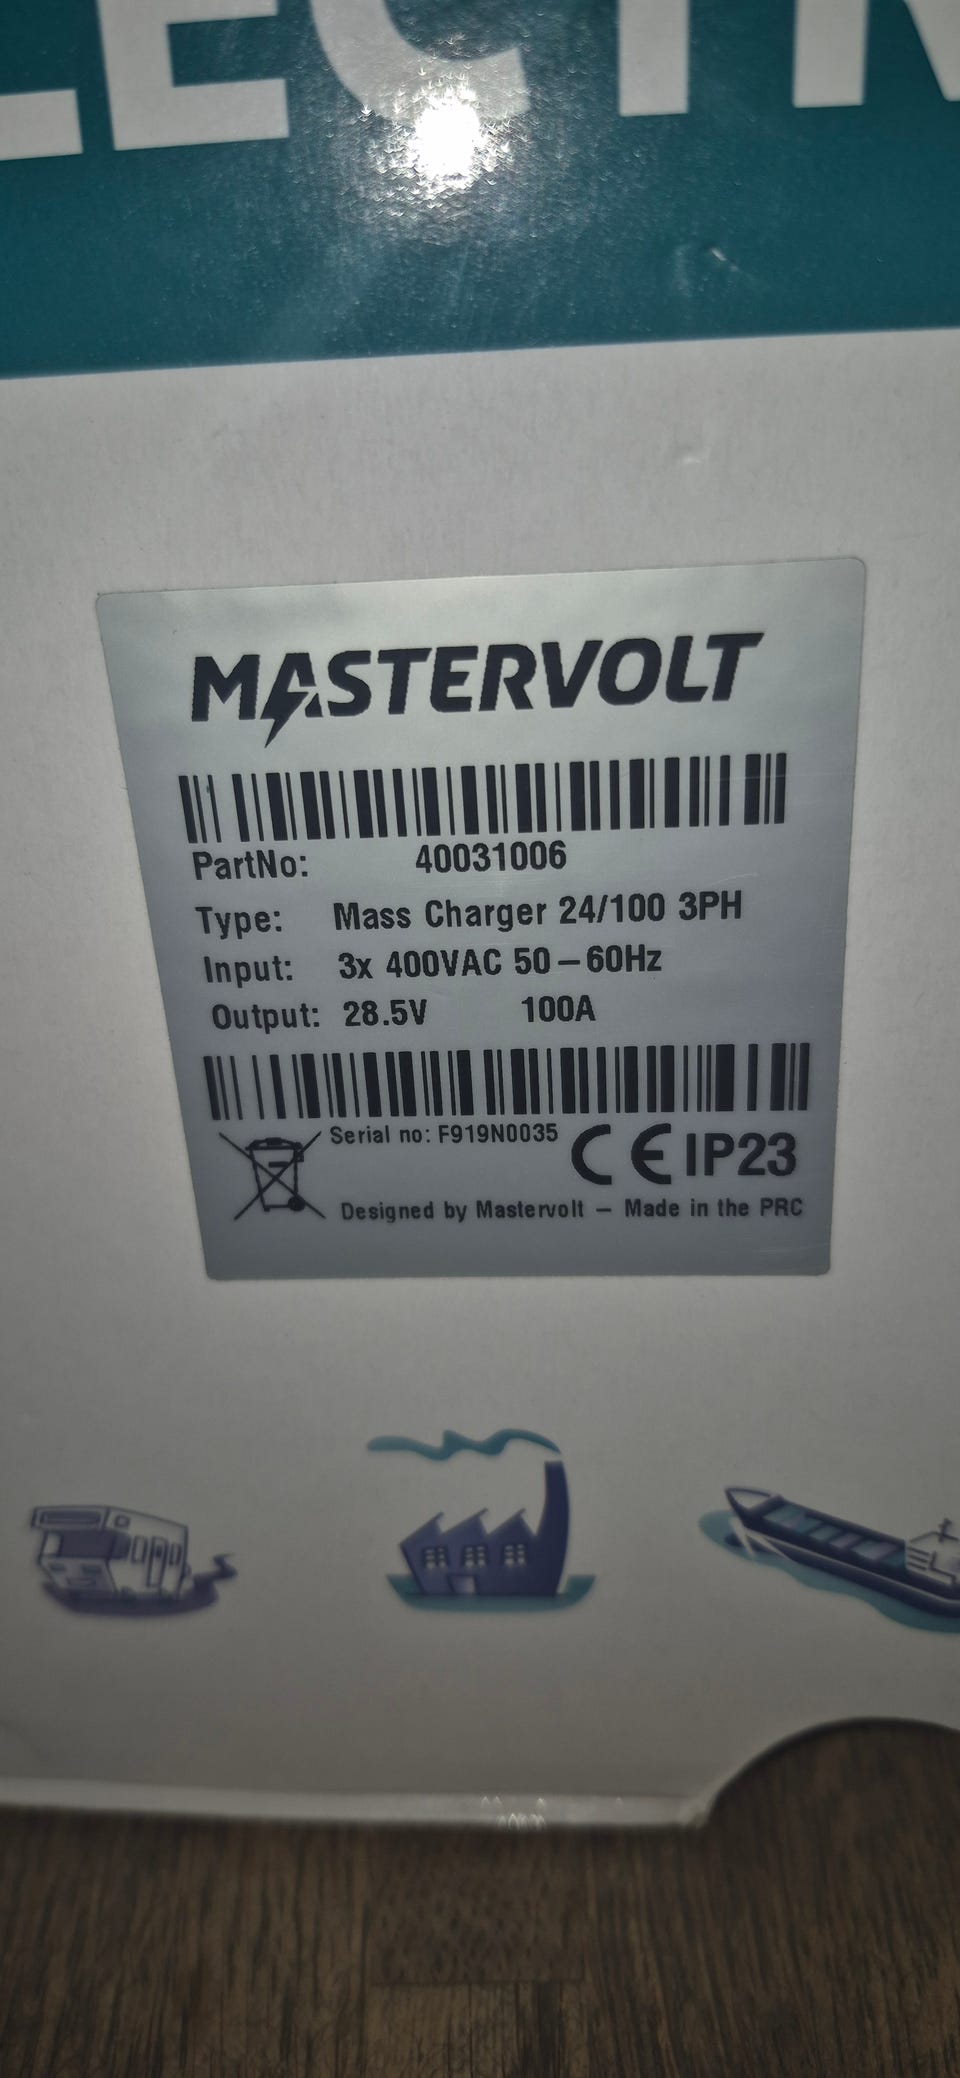 LECTR
MASTERVOLT
PartNo: 40031006
Type: Mass Charger 24/100 3PH
Input: 3x 400VAC 50–60Hz
Output: 28.5V 100A
Serial no: F919N0035
CE IP23
Designed by Mastervolt – Made in the PRC